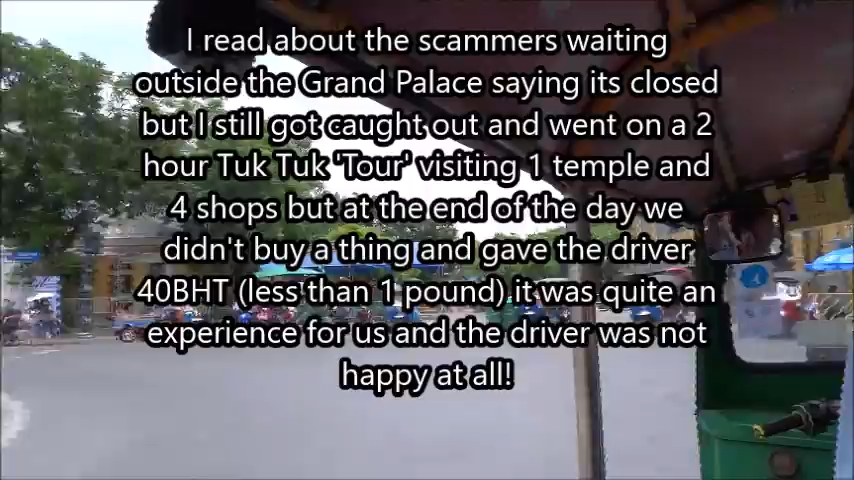 I read about the scammers waiting
outside the Grand Palace saying its closed
but I still got caught out and went on a 2
hour Tuk Tuk 'Tour' visiting 1 temple and
4 shops but at the end of the day we
didn't buy a thing and gave the driver
40BHT (less than 1 pound) it was quite an
experience for us and the driver was not
happy at all!